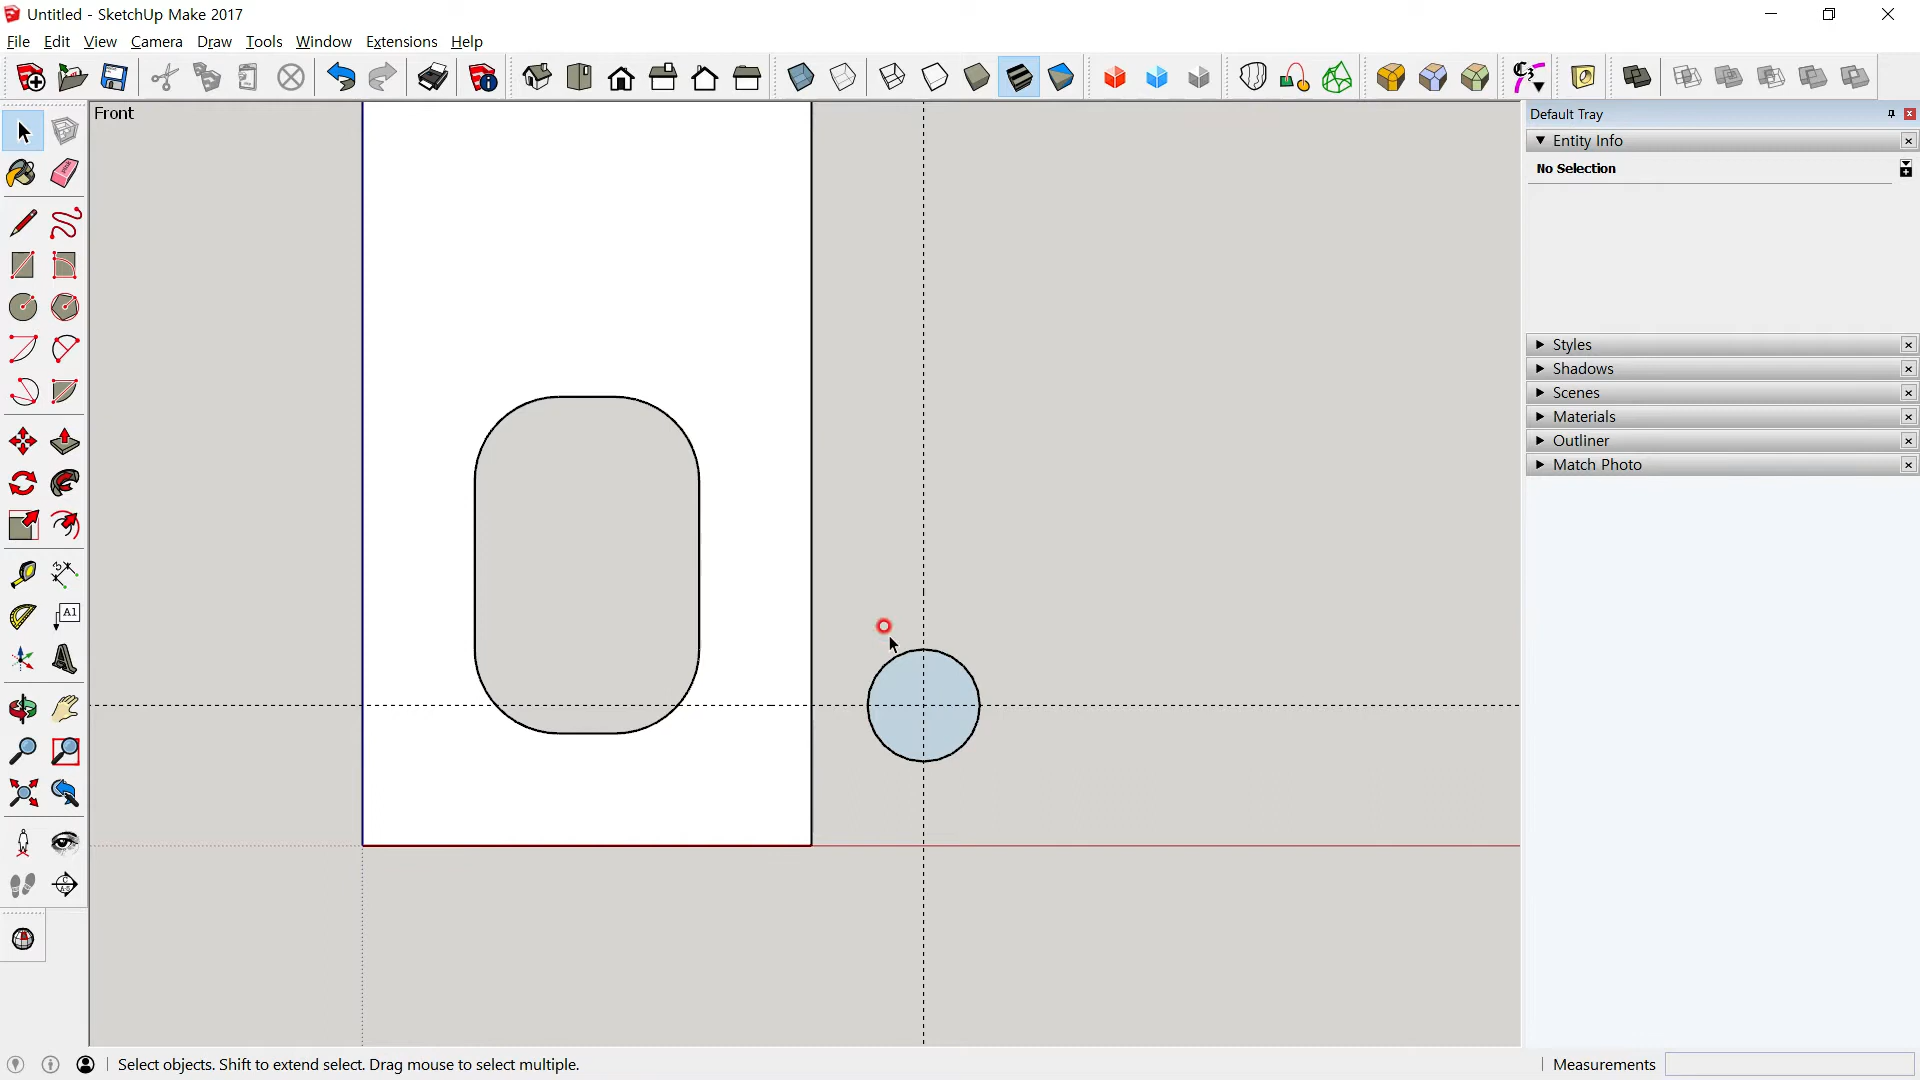 Untitled - SketchUp Make 2017
File Edit View Camera Draw Tools Window Extensions Help
Front
Default Tray
Entity Info
No Selection
Styles
Shadows
Scenes
Materials
Outliner
Match Photo
A1
Select objects. Shift to extend select. Drag mouse to select multiple.
Measurements